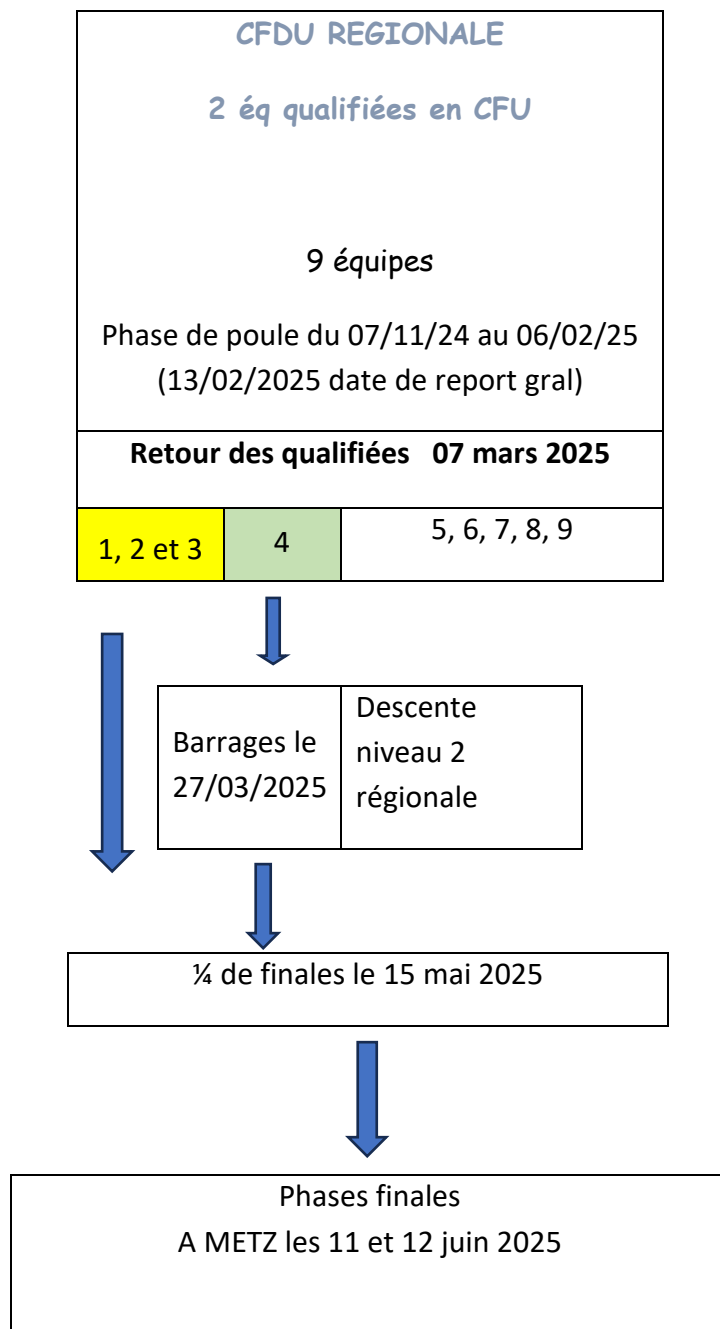 CFDU REGIONALE
2 éq qualifiées en CFU
9 équipes
Phase de poule du 07/11/24 au 06/02/25
(13/02/2025 date de report gral)
Retour des qualifiées 07 mars 2025
1, 2 et 3
4
5, 6, 7, 8, 9
Barrages le
27/03/2025
Descente
niveau 2
régionale
¼ de finales le 15 mai 2025
Phases finales
A METZ les 11 et 12 juin 2025